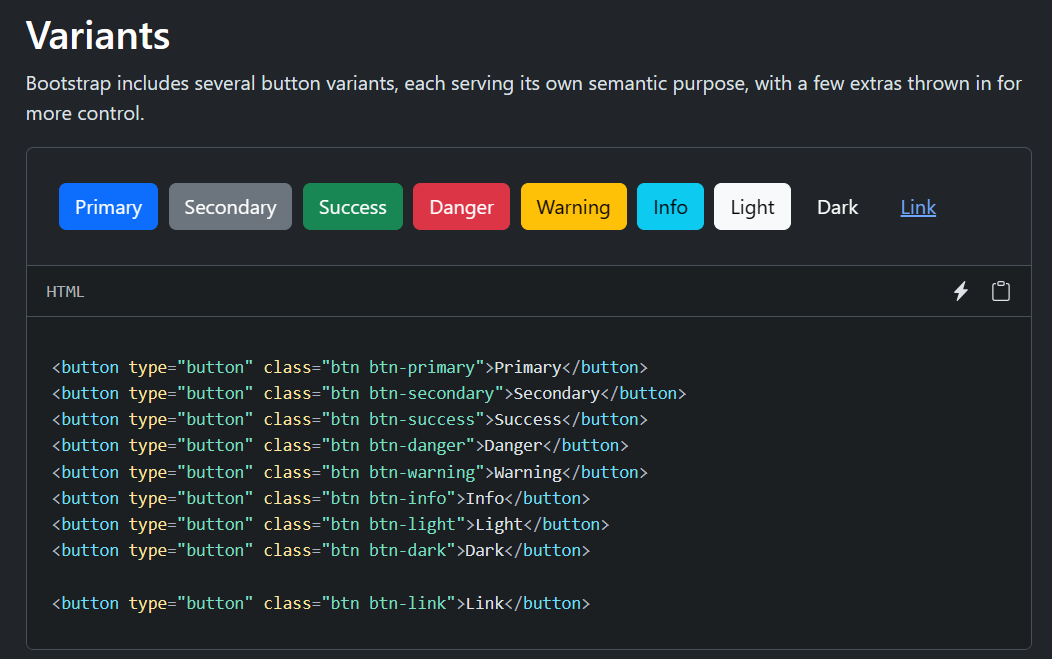 Variants
Bootstrap includes several button variants, each serving its own semantic purpose, with a few extras thrown in for
more control.
Primary Secondary Success Danger Warning Info Light Dark Link
HTML
<button type="button" class="btn btn-primary">Primary</button>
<button type="button" class="btn btn-secondary">Secondary</button>
<button type="button" class="btn btn-success">Success</button>
<button type="button" class="btn btn-danger">Danger</button>
<button type="button" class="btn btn-warning">Warning</button>
<button type="button" class="btn btn-info">Info</button>
<button type="button" class="btn btn-light">Light</button>
<button type="button" class="btn btn-dark">Dark</button>
<button type="button" class="btn btn-link">Link</button>